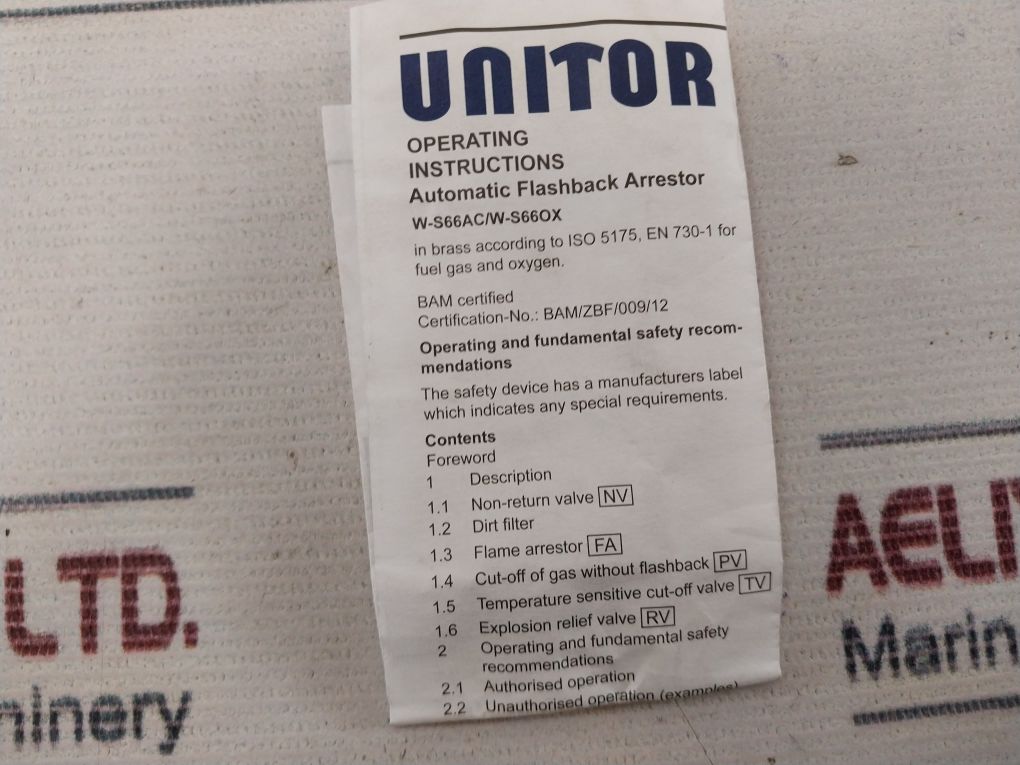 UNITOR
OPERATING
INSTRUCTIONS
Automatic Flashback Arrestor
W-S66AC/W-S66OX
in brass according to ISO 5175, EN 730-1 for
fuel gas and oxygen.
BAM certified
Certification-No.: BAM/ZBF/009/12
Operating and fundamental safety recom-
mendations
The safety device has a manufacturers label
which indicates any special requirements.
Contents
Foreword
1 Description
1.1 Non-return valve NV
1.2 Dirt filter
1.3 Flame arrestor FA
1.4 Cut-off of gas without flashback PV
1.5 Temperature sensitive cut-off valve TV
1.6 Explosion relief valve RV
2 Operating and fundamental safety
recommendations
2.1 Authorised operation
2.2 Unauthorised operation (examples)
LTD.
hinery
AELI
Marin